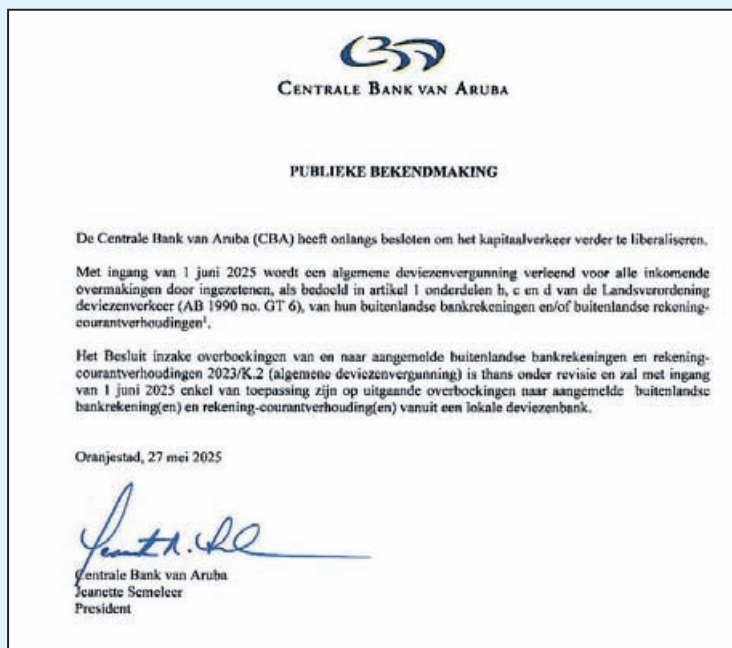 CBA
CENTRALE BANK VAN ARUBA
PUBLIEKE BEKENDMAKING
De Centrale Bank van Aruba (CBA) heeft onlangs besloten om het kapitaalverkeer verder te liberaliseren.
Met ingang van 1 juni 2025 wordt een algemene deviezenvergunning verleend voor alle inkomende
overmakingen door ingezetenen, als bedoeld in artikel 1 onderdelen b, c en d van de Landsverordening
deviezenverkeer (AB 1990 no. GT 6), van hun buitenlandse bankrekeningen en/of buitenlandse rekening-
courantverhoudingen¹.
Het Besluit inzake overboekingen van en naar aangemelde buitenlandse bankrekeningen en rekening-
courantverhoudingen 2023/K.2 (algemene deviezenvergunning) is thans onder revisie en zal met ingang
van 1 juni 2025 enkel van toepassing zijn op uitgaande overboekingen naar aangemelde buitenlandse
bankrekening(en) en rekening-courantverhouding(en) vanuit een lokale deviezenbank.
Oranjestad, 27 mei 2025
Centrale Bank van Aruba
Jeanette Semeleer
President